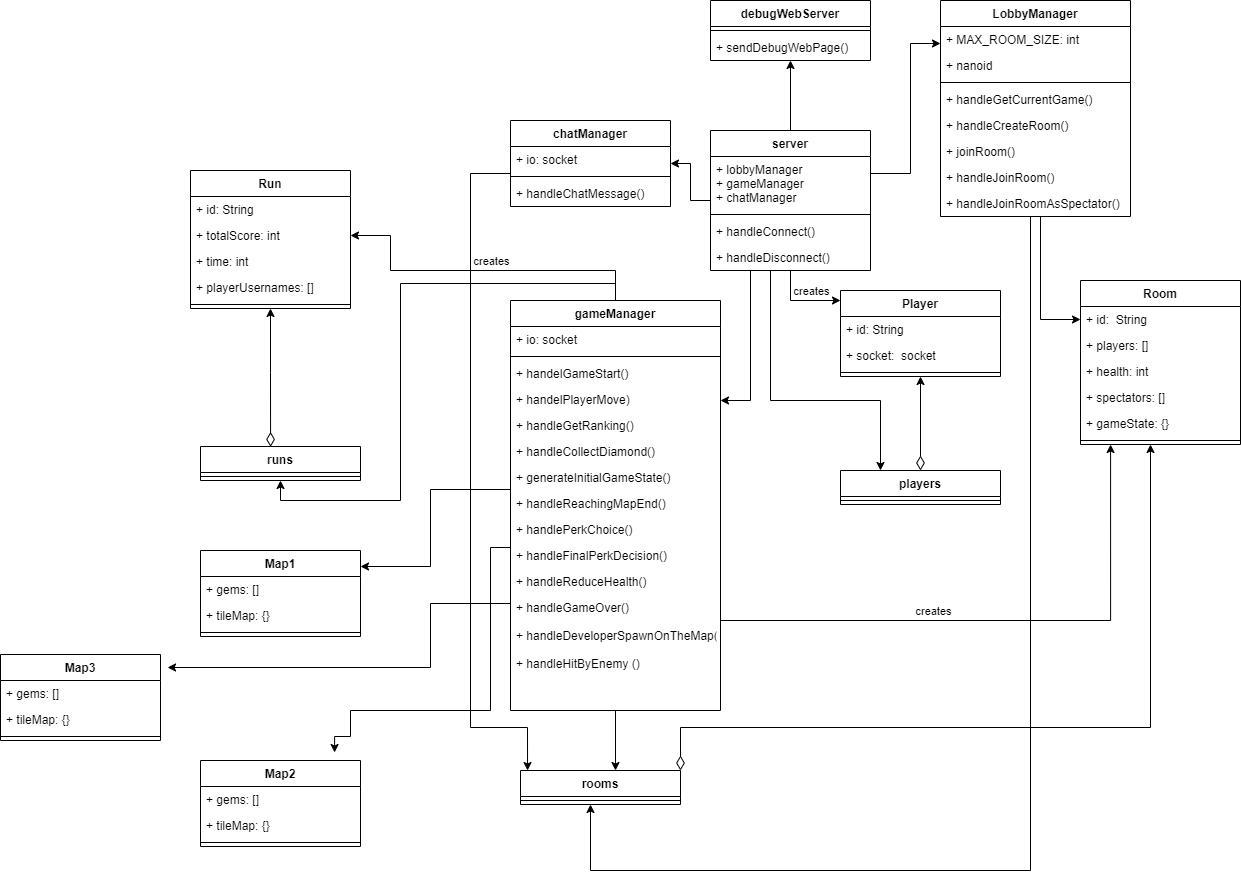 debugWebServer
+ sendDebugWebPage()
LobbyManager
+ MAX_ROOM_SIZE: int
+ nanoid
+ handleGetCurrentGame()
+ handleCreateRoom()
+ joinRoom()
+ handleJoinRoom()
+ handleJoinRoomAsSpectator()
chatManager
+ io: socket
+ handleChatMessage()
server
+ lobbyManager
+ gameManager
+ chatManager
+ handleConnect()
+ handleDisconnect()
Run
+ id: String
+ totalScore: int
+ time: int
+ playerUsernames: []
creates
creates
Player
+ id: String
+ socket:  socket
Room
+ id:  String
+ players: []
+ health: int
+ spectators: []
+ gameState: {}
gameManager
+ io: socket
+ handelGameStart()
+ handelPlayerMove)
+ handleGetRanking()
+ handleCollectDiamond()
+ generateInitialGameState()
+ handleReachingMapEnd()
+ handlePerkChoice()
+ handleFinalPerkDecision()
+ handleReduceHealth()
+ handleGameOver()
+ handleDeveloperSpawnOnTheMap(
+ handleHitByEnemy ()
runs
players
Map1
+ gems: []
+ tileMap: {}
creates
Map3
+ gems: []
+ tileMap: {}
Map2
+ gems: []
+ tileMap: {}
rooms